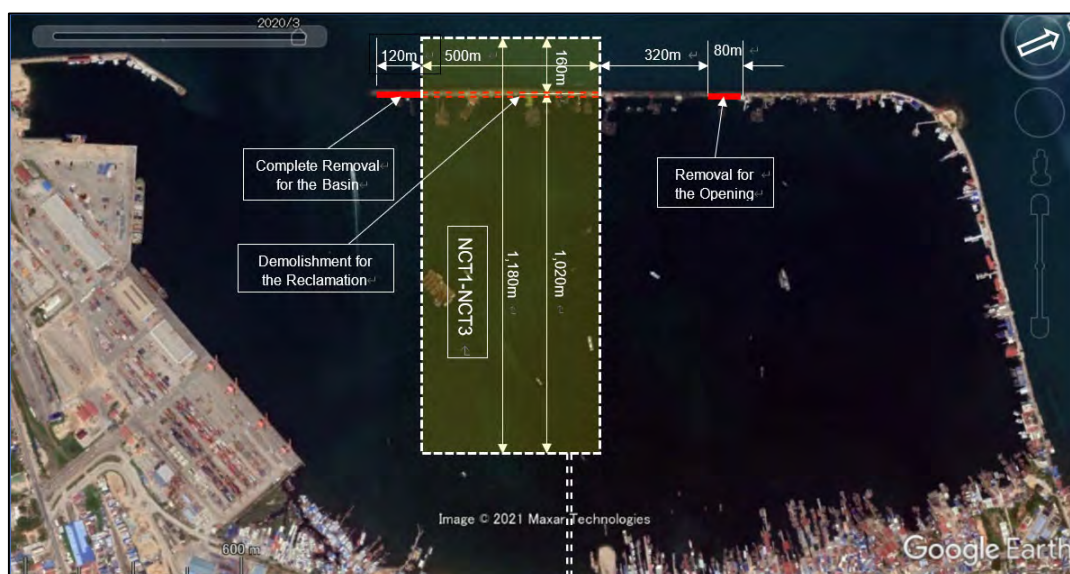 2020/3
120m
500m
160m
320m
80m
Complete Removal
for the Basin
Removal for
the Opening
Demolishment for
the Reclamation
NCT1-NCT3
1,180m
1,020m
Image © 2021 Maxar Technologies
600 m
Google Earth